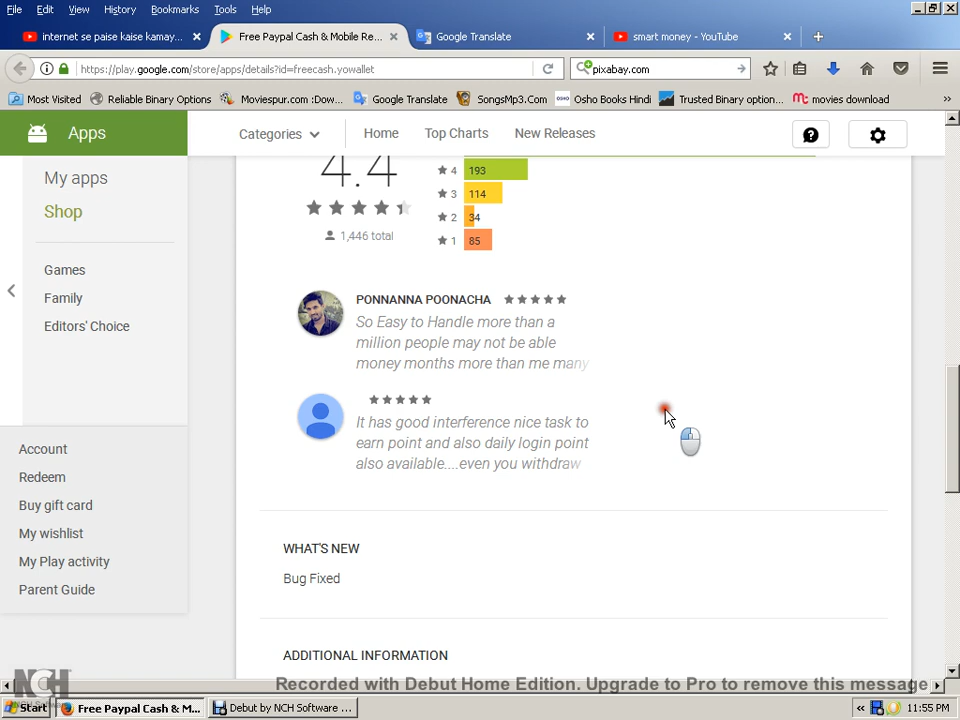 File Edit View History Bookmarks Tools Help
internet se paise kaise kamay... Free Paypal Cash & Mobile Re... Google Translate smart money - YouTube
https://play.google.com/store/apps/details?id=freecash.yowallet pixabay.com
Most Visited Reliable Binary Options Moviespur.com :Dow... Google Translate SongsMp3.Com Osho Books Hindi Trusted Binary option... movies download »
Apps Categories Home Top Charts New Releases
My apps
Shop
Games
Family
Editors' Choice
Account
Redeem
Buy gift card
My wishlist
My Play activity
Parent Guide
4.4
1,446 total
4 193
3 114
2 34
1 85
PONNANNA POONACHA
So Easy to Handle more than a
million people may not be able
money months more than me many
It has good interference nice task to
earn point and also daily login point
also available....even you withdraw
WHAT'S NEW
Bug Fixed
ADDITIONAL INFORMATION
NCH
Recorded with Debut Home Edition. Upgrade to Pro to remove this message
Start Free Paypal Cash & M... Debut by NCH Software ... « 11:55 PM